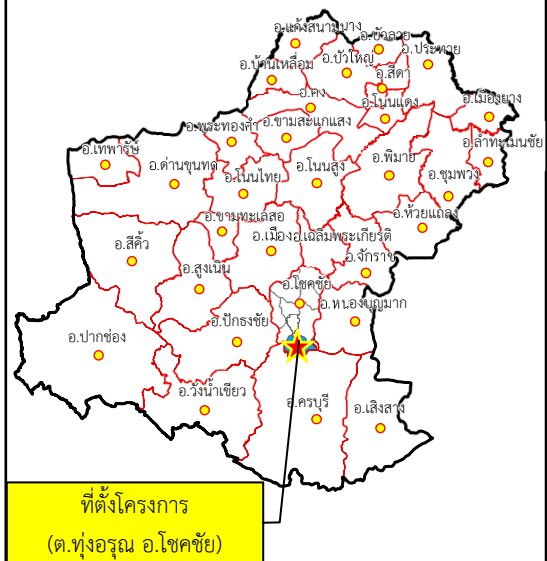 อ.แก้งสนามนาง
อ.บัวลาย
อ.ประทาย
อ.บัวใหญ่
อ.บ้านเหลื่อม
อ.สีดา
อ.คง
อ.โนนแดง
อ.เมืองยาง
อ.พระทองคำ
อ.ขามสะแกแสง
อ.ลำทะเมนชัย
อ.เทพารักษ์
อ.ด่านขุนทด
อ.โนนไทย
อ.โนนสูง
อ.พิมาย
อ.ชุมพวง
อ.ขามทะเลสอ
อ.ห้วยแถลง
อ.เมือง
อ.เฉลิมพระเกียรติ
อ.สีคิ้ว
อ.สูงเนิน
อ.จักราช
อ.โชคชัย
อ.หนองบุญมาก
อ.ปักธงชัย
อ.ปากช่อง
อ.วังน้ำเขียว
อ.ครบุรี
อ.เสิงสาง
ที่ตั้งโครงการ
(ต.ทุ่งอรุณ อ.โชคชัย)